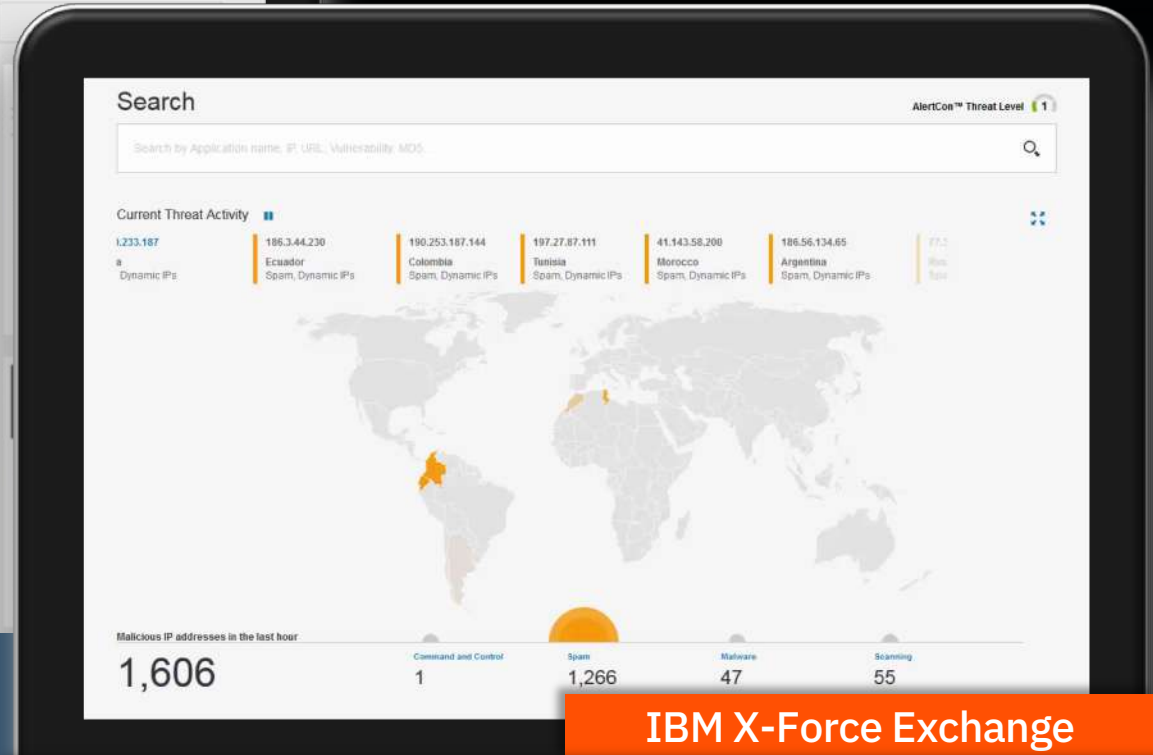 Search
AlertCon™ Threat Level 1
Search by Application name, IP, URL, Vulnerability, MD5...
Current Threat Activity
.233.187
a
Dynamic IPs
186.3.44.230
Ecuador
Spam, Dynamic IPs
190.253.187.144
Colombia
Spam, Dynamic IPs
197.27.87.111
Tunisia
Spam, Dynamic IPs
41.143.58.200
Morocco
Spam, Dynamic IPs
186.56.134.65
Argentina
Spam, Dynamic IPs
Malicious IP addresses in the last hour
1,606
Command and Control
1
Spam
1,266
Malware
47
Scanning
55
IBM X-Force Exchange